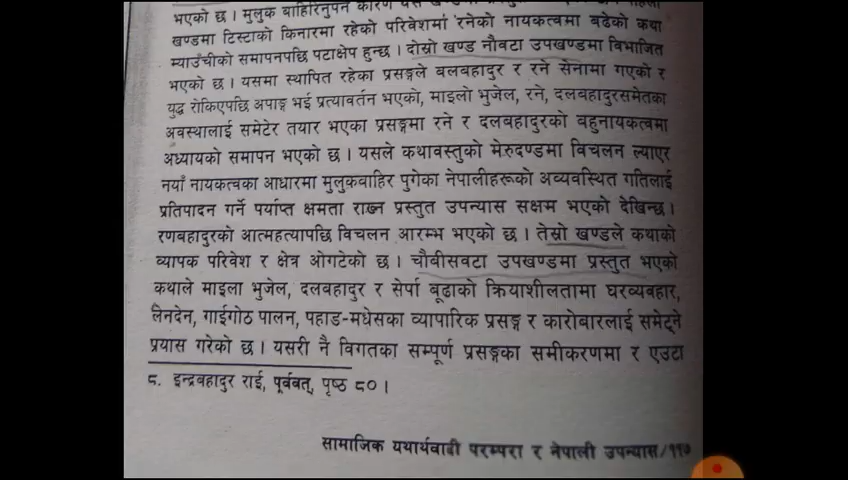 भएको छ । मुलुक बाहिरिनुपर्ने कारण यस
खण्डमा टिस्टाको किनारमा रहेको परिवेशमा रनेको नायकत्वमा बढेको कथा
म्याउँचीको समापनपछि पटाक्षेप हुन्छ । दोस्रो खण्ड नौवटा उपखण्डमा विभाजित
भएको छ । यसमा स्थापित रहेका प्रसङ्गले बलबहादुर र रने सेनामा गएको र
युद्ध रोकिएपछि अपाङ्ग भई प्रत्यावर्तन भएको, माइलो भुजेल, रने, दलबहादुरसमेतका
अवस्थालाई समेटेर तयार भएका प्रसङ्गमा रने र दलबहादुरको बहुनायकत्वमा
अध्यायको समापन भएको छ । यसले कथावस्तुको मेरुदण्डमा विचलन ल्याएर
नयाँ नायकत्वका आधारमा मुलुकवाहिर पुगेका नेपालीहरूको अव्यवस्थित गतिलाई
प्रतिपादन गर्ने पर्याप्त क्षमता राख्न प्रस्तुत उपन्यास सक्षम भएको देखिन्छ ।
रणबहादुरको आत्महत्यापछि विचलन आरम्भ भएको छ । तेस्रो खण्डले कथाको
व्यापक परिवेश र क्षेत्र ओगटेको छ । चौबीसवटा उपखण्डमा प्रस्तुत भएको
कथाले माइला भुजेल, दलबहादुर र सेर्पा बूढाको क्रियाशीलतामा घरव्यवहार,
लेनदेन, गाईगोठ पालन, पहाड-मधेसका व्यापारिक प्रसङ्ग र कारोबारलाई समेट्ने
प्रयास गरेको छ । यसरी नै विगतका सम्पूर्ण प्रसङ्गका समीकरणमा र एउटा
८. इन्द्रबहादुर राई, पूर्ववत्, पृष्ठ ८० ।
सामाजिक यथार्थवादी परम्परा र नेपाली उपन्यास/